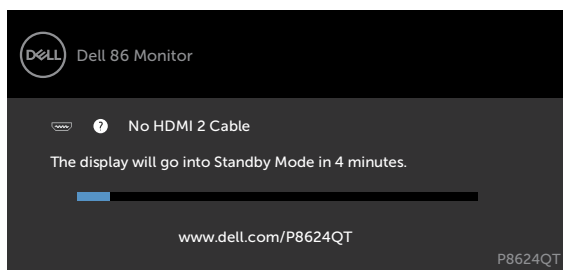 DELL
Dell 86 Monitor
? No HDMI 2 Cable
The display will go into Standby Mode in 4 minutes.
www.dell.com/P8624QT
P8624QT